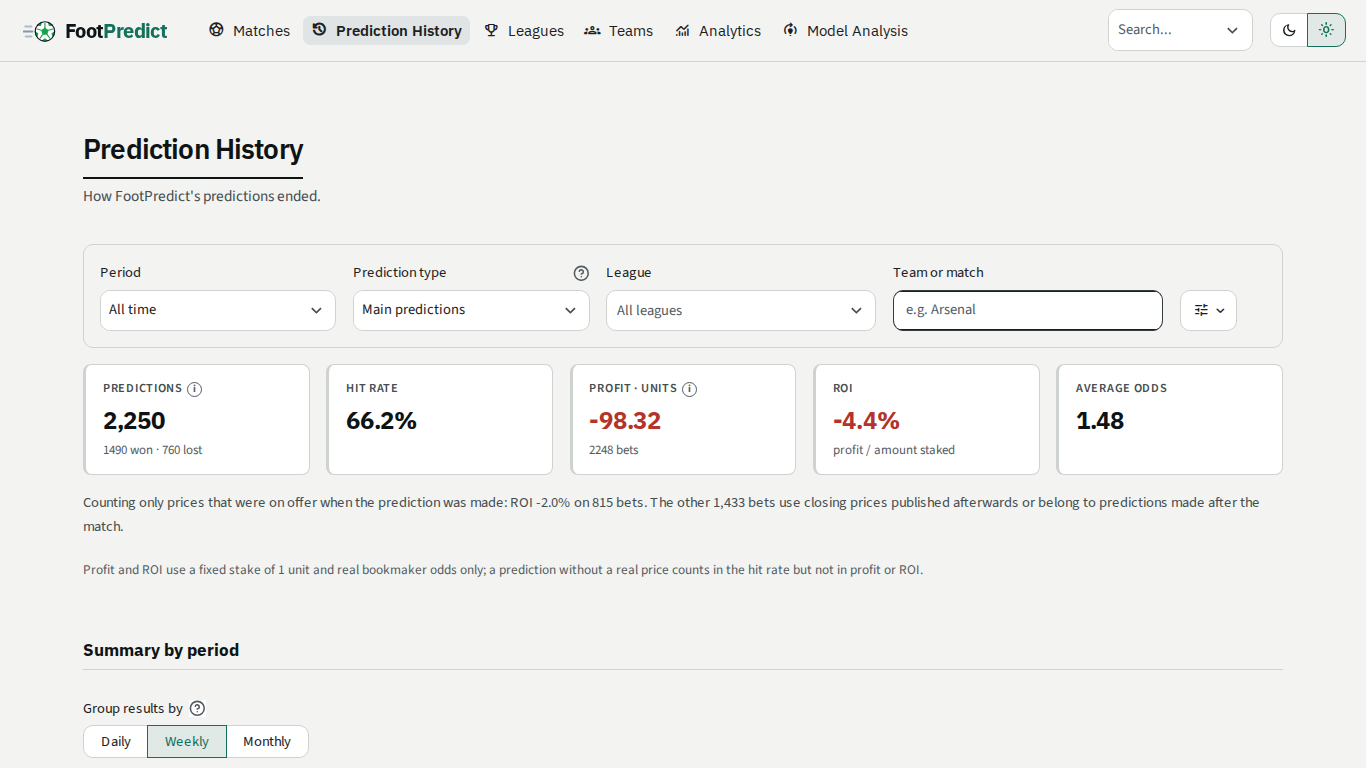 FootPredict
Matches
Prediction History
Leagues
Teams
Analytics
Model Analysis
Search...
Prediction History
How FootPredict's predictions ended.
Period
Prediction type
League
Team or match
All time
Main predictions
All leagues
e.g. Arsenal
PREDICTIONS
2,250
1490 won · 760 lost
HIT RATE
66.2%
PROFIT · UNITS
-98.32
2248 bets
ROI
-4.4%
profit / amount staked
AVERAGE ODDS
1.48
Counting only prices that were on offer when the prediction was made: ROI -2.0% on 815 bets. The other 1,433 bets use closing prices published afterwards or belong to predictions made after the
match.
Profit and ROI use a fixed stake of 1 unit and real bookmaker odds only; a prediction without a real price counts in the hit rate but not in profit or ROI.
Summary by period
Group results by
Daily
Weekly
Monthly